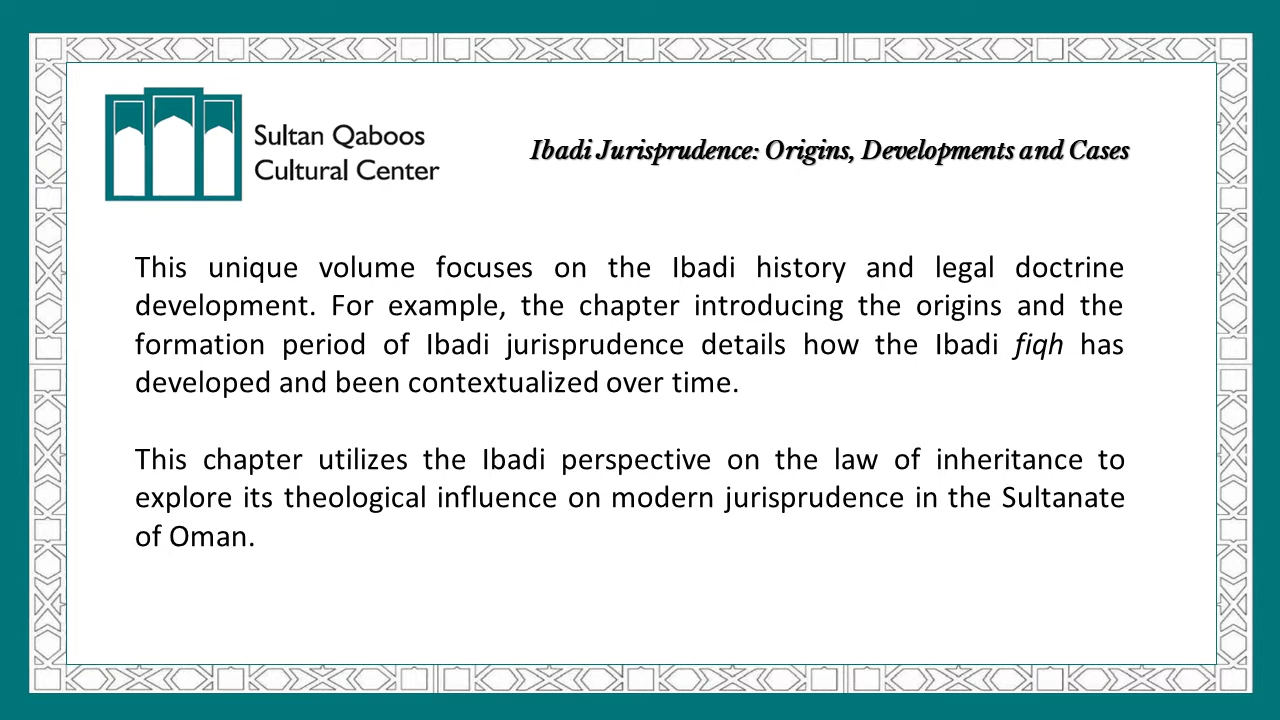 Sultan Qaboos
Cultural Center
Ibadi Jurisprudence: Origins, Developments and Cases
This unique volume focuses on the Ibadi history and legal doctrine
development. For example, the chapter introducing the origins and the
formation period of Ibadi jurisprudence details how the Ibadi fiqh has
developed and been contextualized over time.
This chapter utilizes the Ibadi perspective on the law of inheritance to
explore its theological influence on modern jurisprudence in the Sultanate
of Oman.